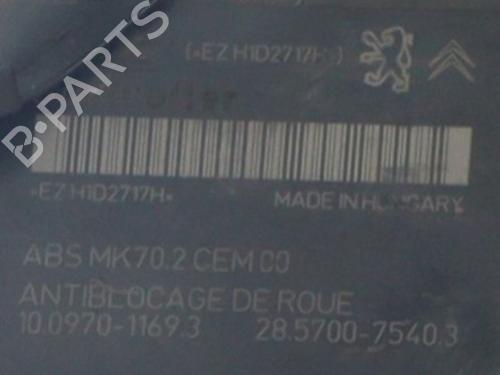 (*EZ H1D2717H*)
B-PARTS
*EZ H1D2717H*
MADE IN HUNGARY
ABS MK70.2 CEM 00
ANTIBLOCAGE DE ROUE
10.0970-1169.3 28.5700-7540.3